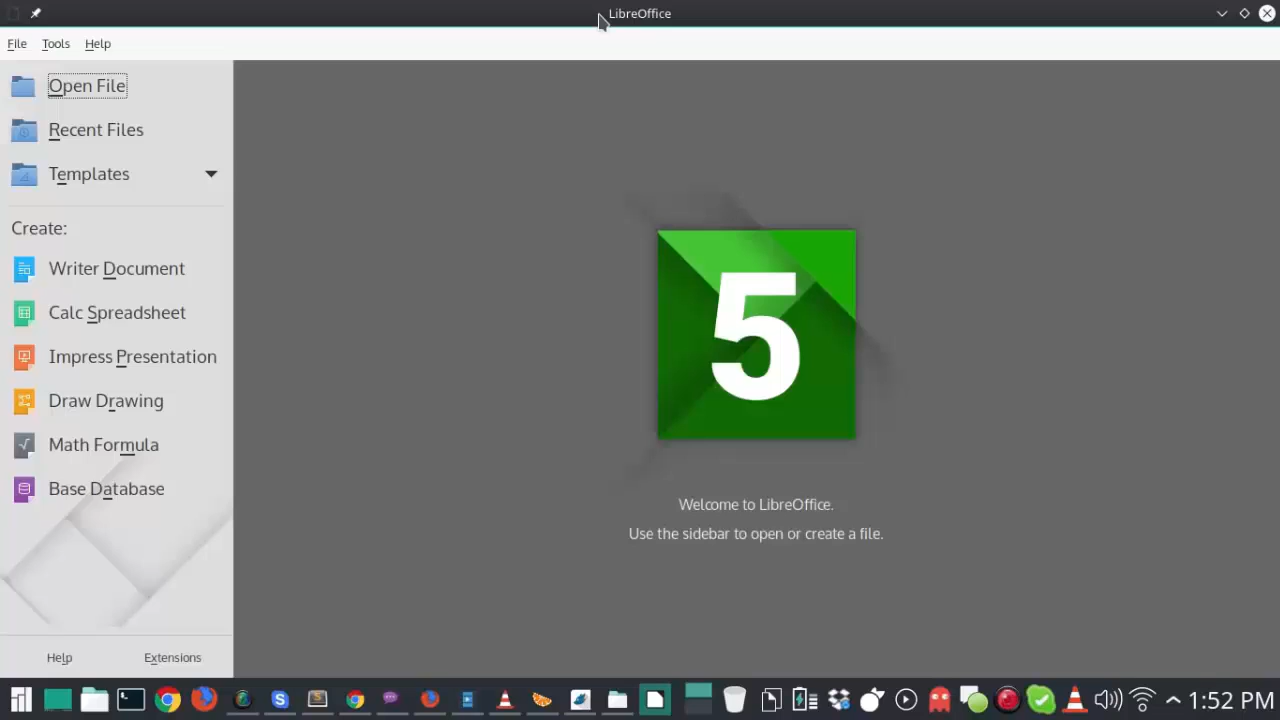 LibreOffice
File Tools Help
Open File
Recent Files
Templates
Create:
Writer Document
Calc Spreadsheet
Impress Presentation
Draw Drawing
Math Formula
Base Database
5
Welcome to LibreOffice.
Use the sidebar to open or create a file.
Help Extensions
1:52 PM